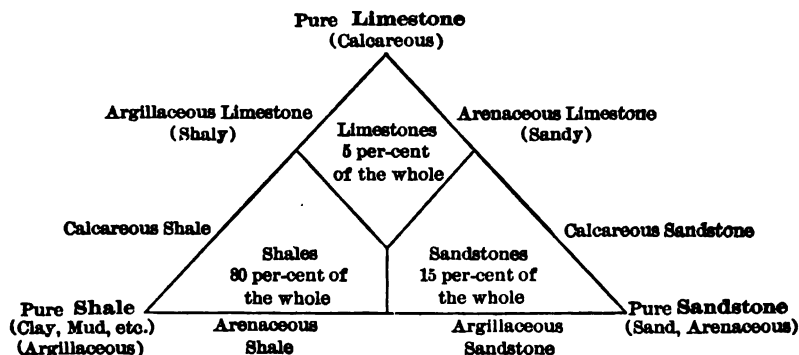 Pure Limestone
(Calcareous)
Argillaceous Limestone
(Shaly)
Arenaceous Limestone
(Sandy)
Limestones
5 per-cent
of the whole
Calcareous Shale
Calcareous Sandstone
Shales
80 per-cent of
the whole
Sandstones
15 per-cent of
the whole
Pure Shale
(Clay, Mud, etc.)
(Argillaceous)
Arenaceous
Shale
Argillaceous
Sandstone
Pure Sandstone
(Sand, Arenaceous)